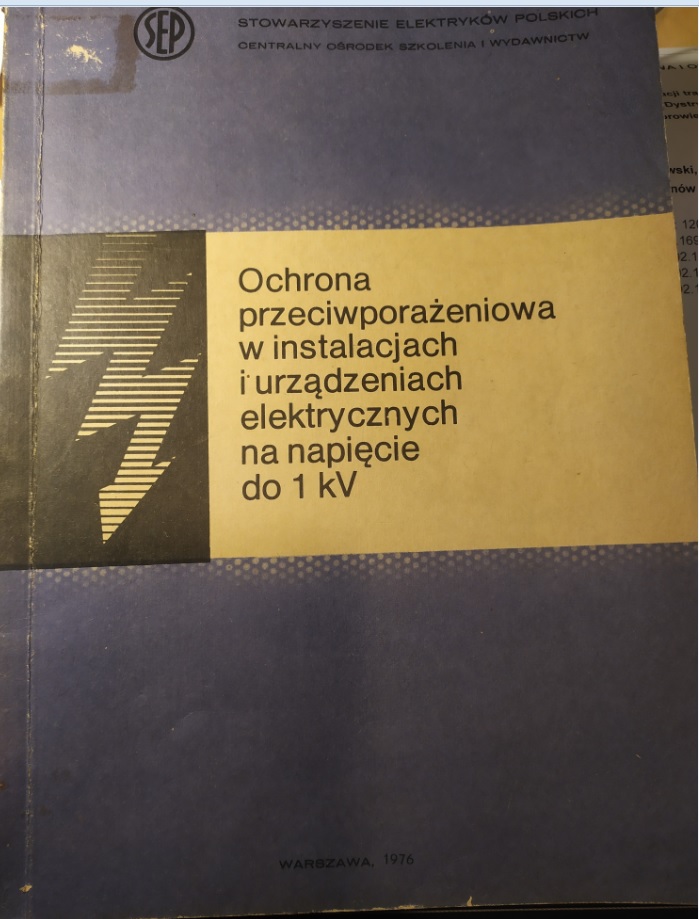 SEP
STOWARZYSZENIE ELEKTRYKÓW POLSKICH
CENTRALNY OŚRODEK SZKOLENIA I WYDAWNICTW
Ochrona
przeciwporażeniowa
w instalacjach
i urządzeniach
elektrycznych
na napięcie
do 1 kV
WARSZAWA, 1976